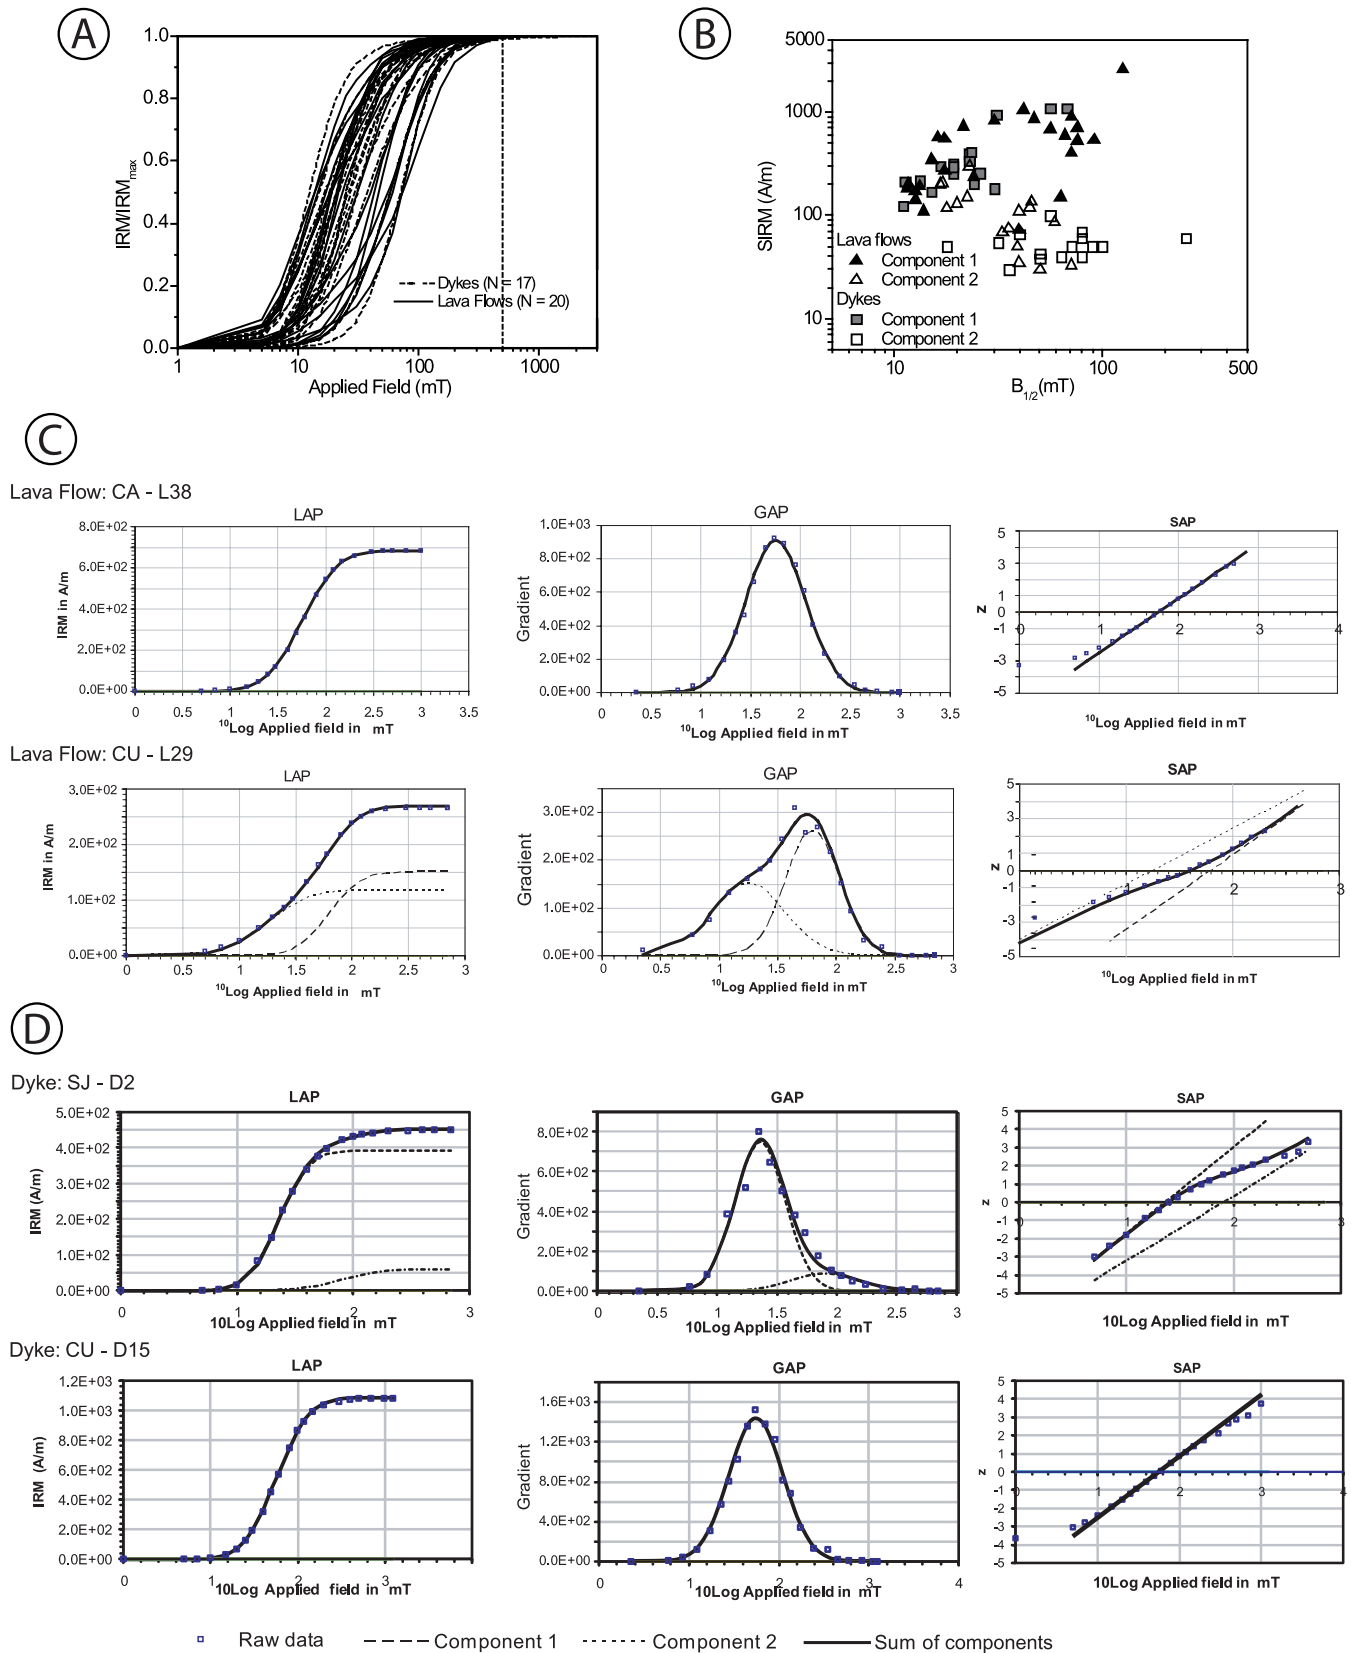 A
B
1.0
0.8
0.6
0.4
0.2
0.0
IRM/IRMmax
Dykes (N = 17)
Lava Flows (N = 20)
1
10
100
1000
Applied Field (mT)
5000
1000
100
10
SIRM (A/m)
Lava flows
Component 1
Component 2
Dykes
Component 1
Component 2
10
100
500
B1/2(mT)
C
Lava Flow: CA - L38
LAP
8.0E+02
6.0E+02
4.0E+02
2.0E+02
0.0E+00
IRM in A/m
0 0.5 1 1.5 2 2.5 3 3.5
10Log Applied field in mT
GAP
1.0E+03
8.0E+02
6.0E+02
4.0E+02
2.0E+02
0.0E+00
Gradient
0 0.5 1 1.5 2 2.5 3 3.5
10Log Applied field in mT
SAP
5
3
1
0
-1
-3
-5
z
0 1 2 3 4
10Log Applied field in mT
Lava Flow: CU - L29
LAP
3.0E+02
2.0E+02
1.0E+02
0.0E+00
IRM in A/m
0 0.5 1 1.5 2 2.5 3
10Log Applied field in mT
GAP
3.0E+02
2.0E+02
1.0E+02
0.0E+00
Gradient
0 0.5 1 1.5 2 2.5 3
10Log Applied field in mT
SAP
5
3
1
0
-1
-3
-5
z
0 1 2 3
10Log Applied field in mT
D
Dyke: SJ - D2
LAP
5.0E+02
4.0E+02
3.0E+02
2.0E+02
1.0E+02
0.0E+00
IRM (A/m)
0 1 2 3
10Log Applied field in mT
GAP
8.0E+02
6.0E+02
4.0E+02
2.0E+02
0.0E+00
Gradient
0 0.5 1 1.5 2 2.5 3
10Log Applied field in mT
SAP
5
4
3
2
1
0
-1
-2
-3
-4
-5
z
0 1 2 3
10Log Applied field in mT
Dyke: CU - D15
LAP
1.2E+03
1.0E+03
8.0E+02
6.0E+02
4.0E+02
2.0E+02
0.0E+00
IRM (A/m)
0 1 2 3
10Log Applied field in mT
GAP
1.6E+03
1.2E+03
8.0E+02
4.0E+02
0.0E+00
Gradient
0 1 2 3 4
10Log Applied field in mT
SAP
5
4
3
2
1
0
-1
-2
-3
-4
-5
z
0 1 2 3 4
10Log Applied field in mT
Raw data
Component 1
Component 2
Sum of components